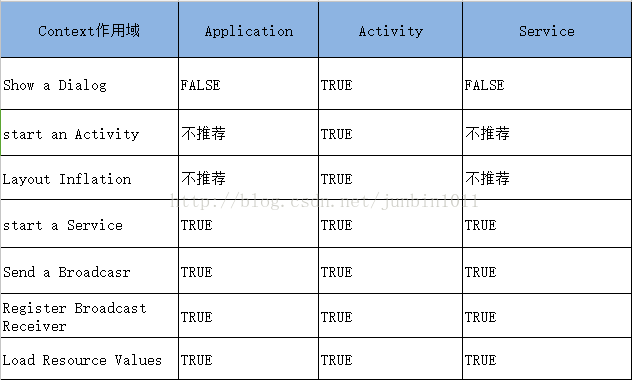 Context作用域 Application Activity Service
Show a Dialog FALSE TRUE FALSE
start an Activity 不推荐 TRUE 不推荐
Layout Inflation 不推荐 TRUE 不推荐
http://blog.csdn.net/junbin1011
start a Service TRUE TRUE TRUE
Send a Broadcasr TRUE TRUE TRUE
Register Broadcast
Receiver TRUE TRUE TRUE
Load Resource Values TRUE TRUE TRUE